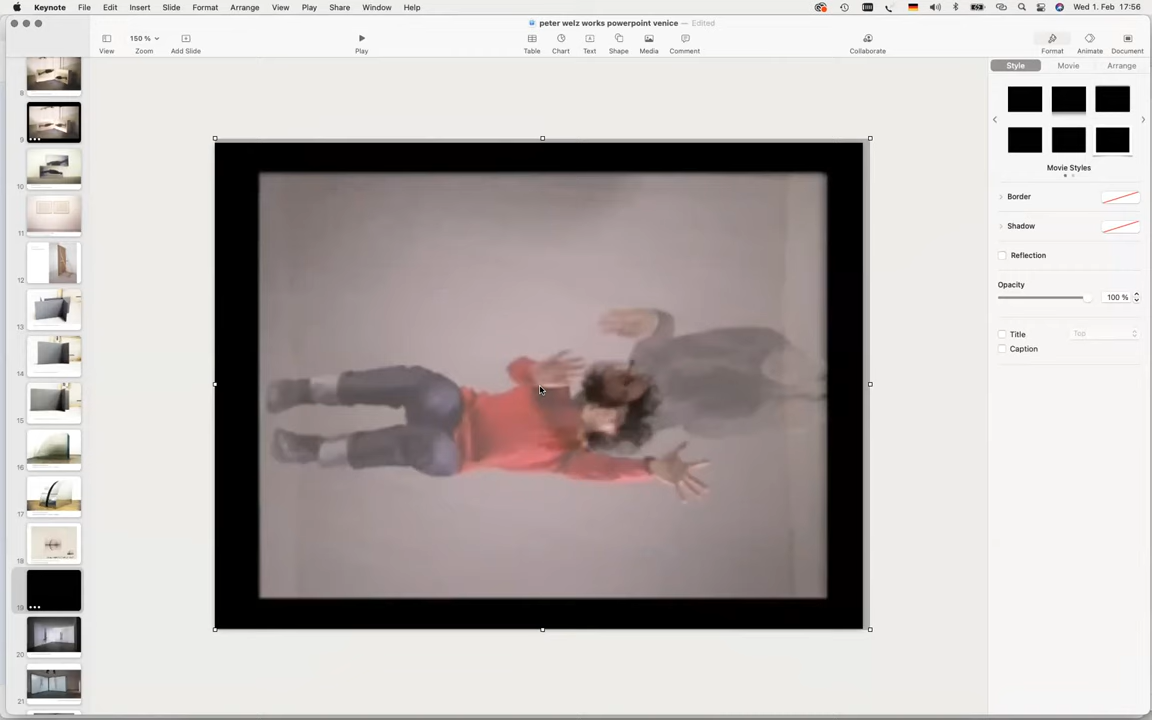 Keynote File Edit Insert Slide Format Arrange View Play Share Window Help Wed 1. Feb 17:56
peter welz works powerpoint venice — Edited
150 %
View Zoom Add Slide Play Table Chart Text Shape Media Comment Collaborate Format Animate Document
Style Movie Arrange
8
9
10
11
12
13
14
15
16
17
18
19
20
21
Movie Styles
Border
Shadow
Reflection
Opacity
100 %
Title Top
Caption